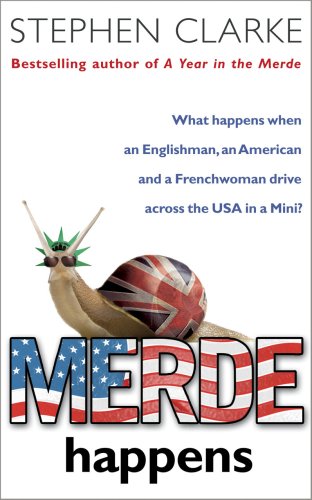 STEPHEN CLARKE
Bestselling author of A Year in the Merde
What happens when
an Englishman, an American
and a Frenchwoman drive
across the USA in a Mini?
MERDE
happens